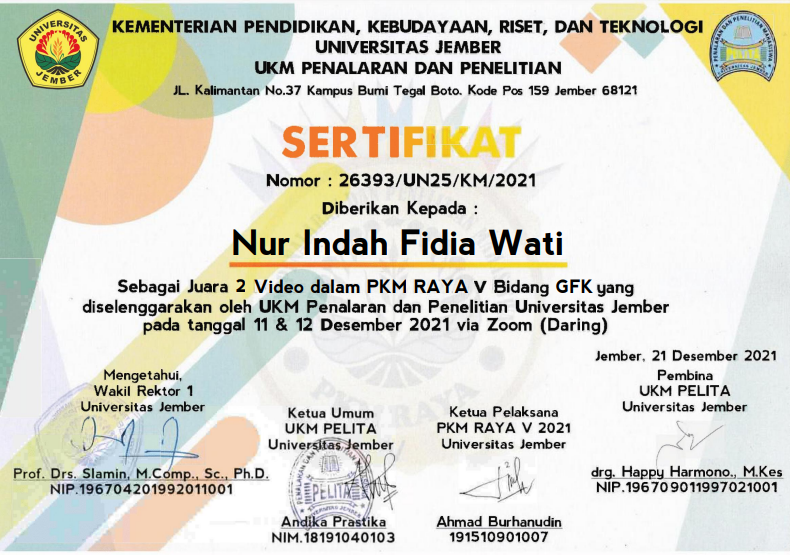 UNIVERSITAS
JEMBER
KEMENTERIAN PENDIDIKAN, KEBUDAYAAN, RISET, DAN TEKNOLOGI
UNIVERSITAS JEMBER
UKM PENALARAN DAN PENELITIAN
JL. Kalimantan No.37 Kampus Bumi Tegal Boto. Kode Pos 159 Jember 68121
PELITA
SERTIFIKAT
Nomor : 26393/UN25/KM/2021
Diberikan Kepada :
Nur Indah Fidia Wati
Sebagai Juara 2 Video dalam PKM RAYA V Bidang GFK yang
diselenggarakan oleh UKM Penalaran dan Penelitian Universitas Jember
pada tanggal 11 & 12 Desember 2021 via Zoom (Daring)
PKM RAYA
Jember, 21 Desember 2021
Mengetahui,
Wakil Rektor 1
Universitas Jember
Prof. Drs. Slamin, M.Comp., Sc., Ph.D.
NIP.196704201992011001
Ketua Umum
UKM PELITA
Universitas Jember
PELITA
Andika Prastika
NIM.18191040103
Ketua Pelaksana
PKM RAYA V 2021
Universitas Jember
Ahmad Burhanudin
191510901007
Pembina
UKM PELITA
Universitas Jember
drg. Happy Harmono., M.Kes
NIP.196709011997021001